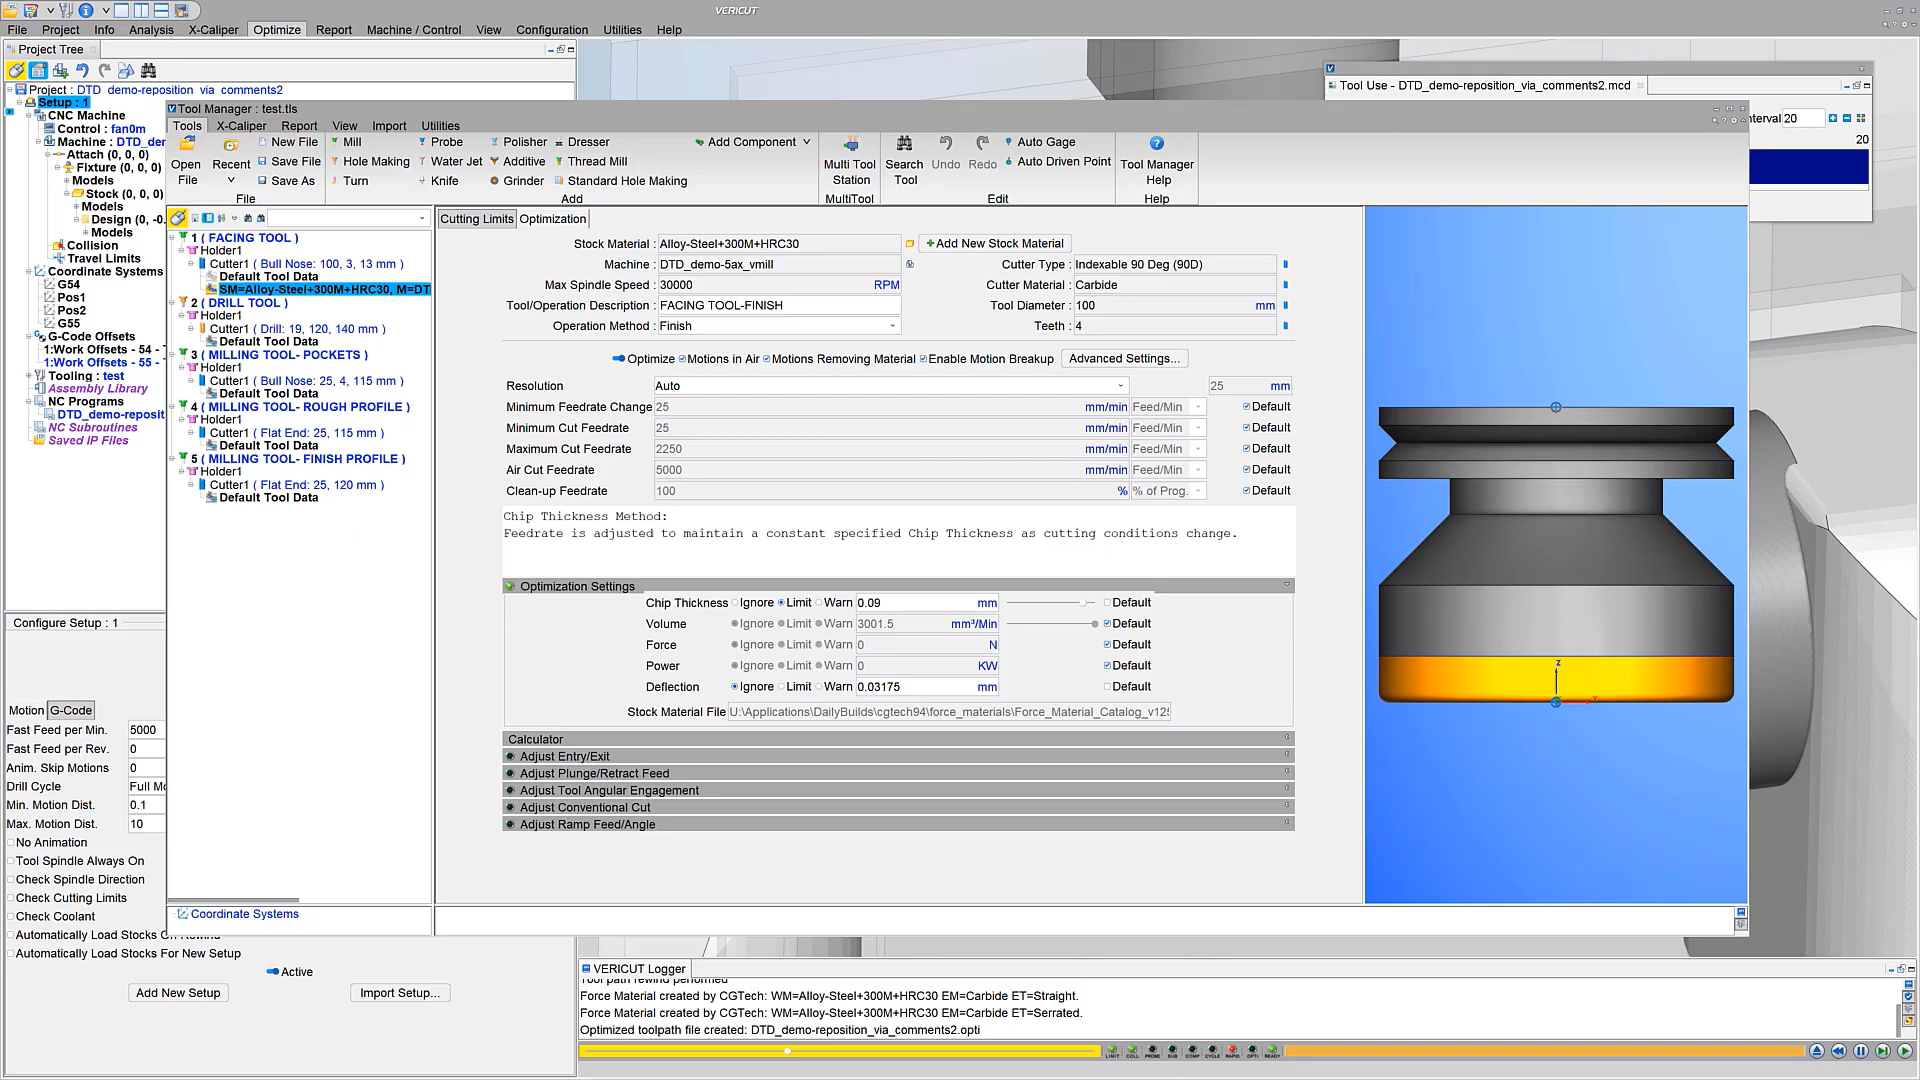 VERICUT
File Project Info Analysis X-Caliper Optimize Report Machine / Control View Configuration Utilities Help
Project Tree
Project : DTD_demo-reposition_via_comments2
Setup : 1
CNC Machine
Control : fan0m
Machine : DTD_der
Attach (0, 0, 0)
Fixture (0, 0, 0)
Models
Stock (0, 0, 0)
Models
Design (0, -0.
Models
Collision
Travel Limits
Coordinate Systems
G54
Pos1
Pos2
G55
G-Code Offsets
1:Work Offsets - 54 -
1:Work Offsets - 55 -
Tooling : test
Assembly Library
NC Programs
DTD_demo-reposit
NC Subroutines
Saved IP Files
Configure Setup : 1
Motion G-Code
Fast Feed per Min. 5000
Fast Feed per Rev. 0
Anim. Skip Motions 0
Drill Cycle Full Mo
Min. Motion Dist. 0.1
Max. Motion Dist. 10
No Animation
Tool Spindle Always On
Check Spindle Direction
Check Cutting Limits
Check Coolant
Automatically Load Stocks On Rewind
Automatically Load Stocks For New Setup
Active
Add New Setup Import Setup...
Tool Manager : test.tls
Tools X-Caliper Report View Import Utilities
Open File Recent New File Save File Save As
File
Mill Probe Polisher Dresser
Hole Making Water Jet Additive Thread Mill
Turn Knife Grinder Standard Hole Making
Add Component
Add
Multi Tool Station
MultiTool
Search Tool Undo Redo Auto Gage Auto Driven Point
Edit
Tool Manager Help
Help
1 ( FACING TOOL )
Holder1
Cutter1 ( Bull Nose: 100, 3, 13 mm )
Default Tool Data
SM=Alloy-Steel+300M+HRC30, M=DT
2 ( DRILL TOOL )
Holder1
Cutter1 ( Drill: 19, 120, 140 mm )
Default Tool Data
3 ( MILLING TOOL- POCKETS )
Holder1
Cutter1 ( Bull Nose: 25, 4, 115 mm )
Default Tool Data
4 ( MILLING TOOL- ROUGH PROFILE )
Holder1
Cutter1 ( Flat End: 25, 115 mm )
Default Tool Data
5 ( MILLING TOOL- FINISH PROFILE )
Holder1
Cutter1 ( Flat End: 25, 120 mm )
Default Tool Data
Coordinate Systems
Cutting Limits Optimization
Stock Material : Alloy-Steel+300M+HRC30 +Add New Stock Material
Machine : DTD_demo-5ax_vmill Cutter Type : Indexable 90 Deg (90D)
Max Spindle Speed : 30000 RPM Cutter Material : Carbide
Tool/Operation Description : FACING TOOL-FINISH Tool Diameter : 100 mm
Operation Method : Finish Teeth : 4
Optimize Motions in Air Motions Removing Material Enable Motion Breakup Advanced Settings...
Resolution Auto 25 mm
Minimum Feedrate Change 25 mm/min Feed/Min Default
Minimum Cut Feedrate 25 mm/min Feed/Min Default
Maximum Cut Feedrate 2250 mm/min Feed/Min Default
Air Cut Feedrate 5000 mm/min Feed/Min Default
Clean-up Feedrate 100 % % of Prog. Default
Chip Thickness Method:
Feedrate is adjusted to maintain a constant specified Chip Thickness as cutting conditions change.
Optimization Settings
Chip Thickness Ignore Limit Warn 0.09 mm Default
Volume Ignore Limit Warn 3001.5 mm³/Min Default
Force Ignore Limit Warn 0 N Default
Power Ignore Limit Warn 0 KW Default
Deflection Ignore Limit Warn 0.03175 mm Default
Stock Material File U:\Applications\DailyBuilds\cgtech94\force_materials\Force_Material_Catalog_v12
Calculator
Adjust Entry/Exit
Adjust Plunge/Retract Feed
Adjust Tool Angular Engagement
Adjust Conventional Cut
Adjust Ramp Feed/Angle
z
Tool Use - DTD_demo-reposition_via_comments2.mcd
nterval 20
20
VERICUT Logger
Tool path rewind performed
Force Material created by CGTech: WM=Alloy-Steel+300M+HRC30 EM=Carbide ET=Straight.
Force Material created by CGTech: WM=Alloy-Steel+300M+HRC30 EM=Carbide ET=Serrated.
Optimized toolpath file created: DTD_demo-reposition_via_comments2.opti
LIMIT COLL PROBE SUB COMP CYCLE RAPID OPTI READY